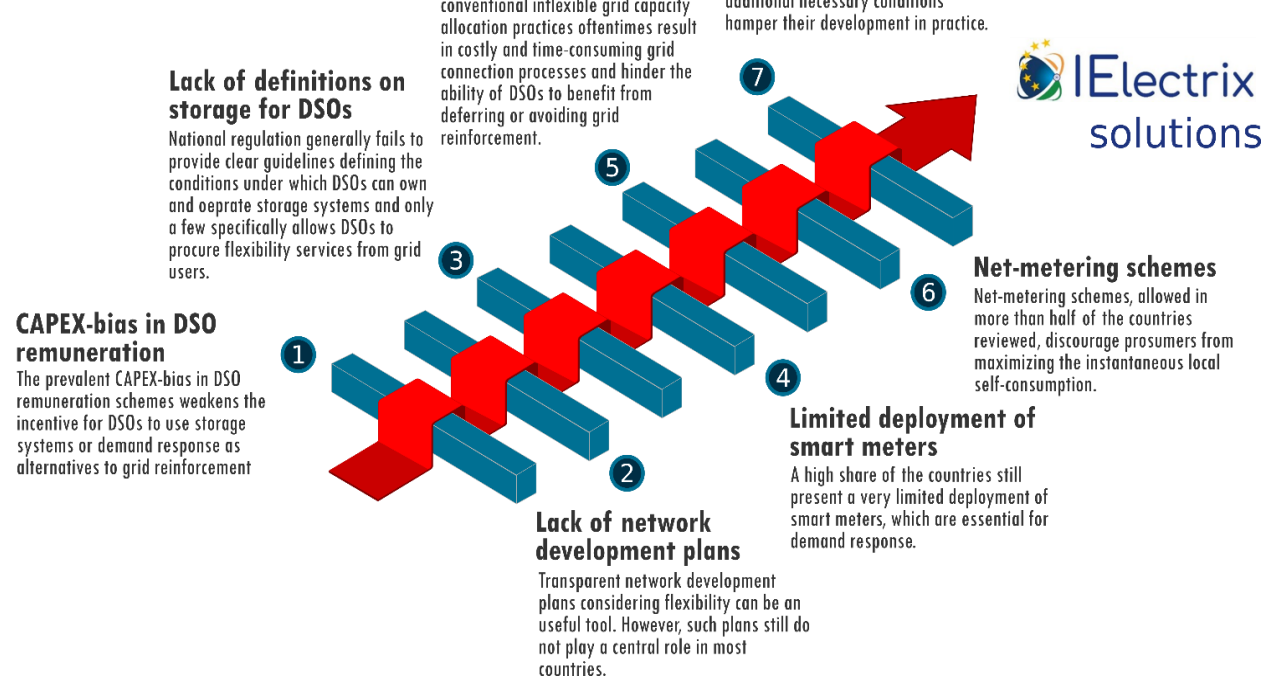 conventional inflexible grid capacity
allocation practices oftentimes result
in costly and time-consuming grid
connection processes and hinder the
ability of DSOs to benefit from
deferring or avoiding grid
reinforcement.
additional necessary conditions
hamper their development in practice.
IElectrix
solutions
7
Lack of definitions on
storage for DSOs
National regulation generally fails to
provide clear guidelines defining the
conditions under which DSOs can own
and oeprate storage systems and only
a few specifically allows DSOs to
procure flexibility services from grid
users.
5
3
6
Net-metering schemes
Net-metering schemes, allowed in
more than half of the countries
reviewed, discourage prosumers from
maximizing the instantaneous local
self-consumption.
CAPEX-bias in DSO
remuneration
The prevalent CAPEX-bias in DSO
remuneration schemes weakens the
incentive for DSOs to use storage
systems or demand response as
alternatives to grid reinforcement
1
4
Limited deployment of
smart meters
A high share of the countries still
present a very limited deployment of
smart meters, which are essential for
demand response.
2
Lack of network
development plans
Transparent network development
plans considering flexibility can be an
useful tool. However, such plans still do
not play a central role in most
countries.